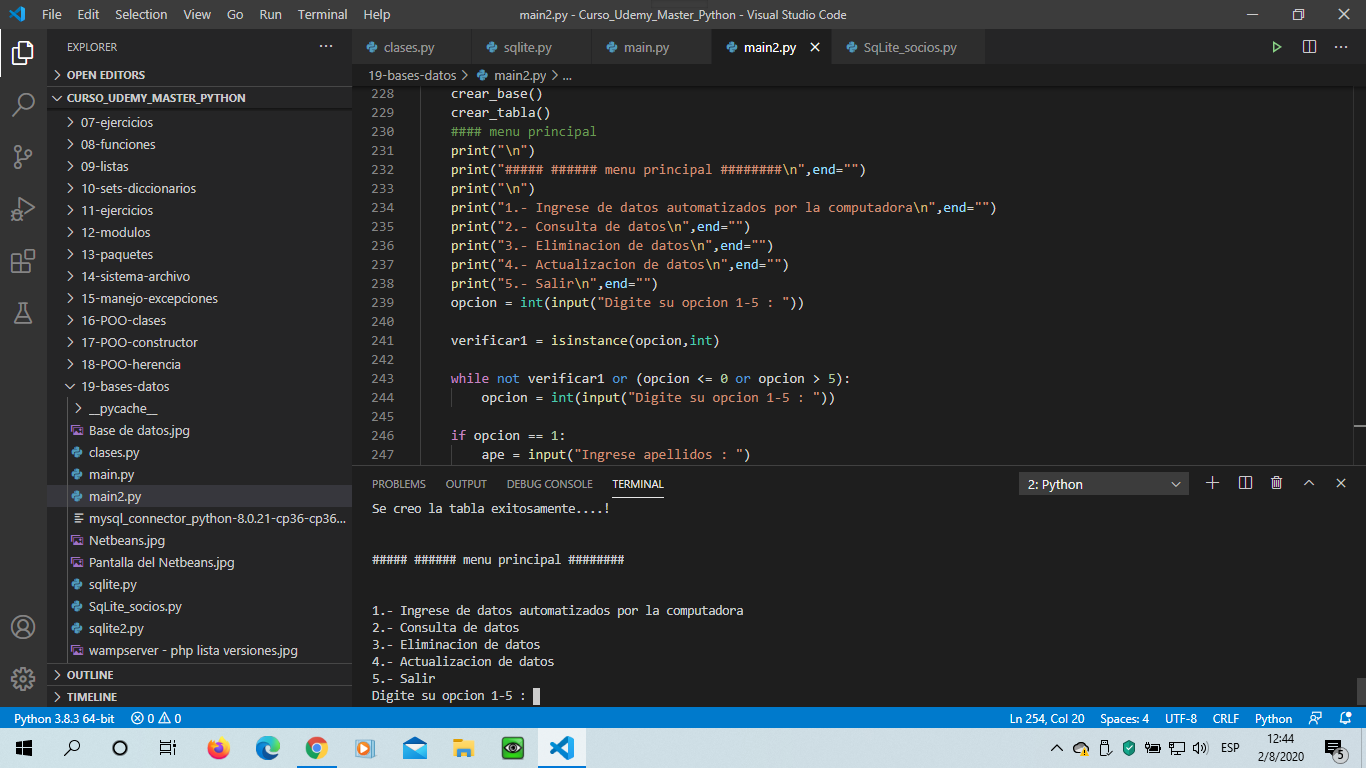 File Edit Selection View Go Run Terminal Help main2.py - Curso_Udemy_Master_Python - Visual Studio Code
EXPLORER
OPEN EDITORS
CURSO_UDEMY_MASTER_PYTHON
07-ejercicios
08-funciones
09-listas
10-sets-diccionarios
11-ejercicios
12-modulos
13-paquetes
14-sistema-archivo
15-manejo-excepciones
16-POO-clases
17-POO-constructor
18-POO-herencia
19-bases-datos
__pycache__
Base de datos.jpg
clases.py
main.py
main2.py
mysql_connector_python-8.0.21-cp36-cp36...
Netbeans.jpg
Pantalla del Netbeans.jpg
sqlite.py
SqLite_socios.py
sqlite2.py
wampserver - php lista versiones.jpg
OUTLINE
TIMELINE
clases.py sqlite.py main.py main2.py SqLite_socios.py
19-bases-datos > main2.py > ...
228 crear_base()
229 crear_tabla()
230 #### menu principal
231 print("\n")
232 print("##### ###### menu principal ########\n",end="")
233 print("\n")
234 print("1.- Ingrese de datos automatizados por la computadora\n",end="")
235 print("2.- Consulta de datos\n",end="")
236 print("3.- Eliminacion de datos\n",end="")
237 print("4.- Actualizacion de datos\n",end="")
238 print("5.- Salir\n",end="")
239 opcion = int(input("Digite su opcion 1-5 : "))
240
241 verificar1 = isinstance(opcion,int)
242
243 while not verificar1 or (opcion <= 0 or opcion > 5):
244 opcion = int(input("Digite su opcion 1-5 : "))
245
246 if opcion == 1:
247 ape = input("Ingrese apellidos : ")
PROBLEMS OUTPUT DEBUG CONSOLE TERMINAL 2: Python
Se creo la tabla exitosamente....!
##### ###### menu principal ########
1.- Ingrese de datos automatizados por la computadora
2.- Consulta de datos
3.- Eliminacion de datos
4.- Actualizacion de datos
5.- Salir
Digite su opcion 1-5 :
Python 3.8.3 64-bit 0 0 Ln 254, Col 20 Spaces: 4 UTF-8 CRLF Python
ESP 12:44
2/8/2020 5